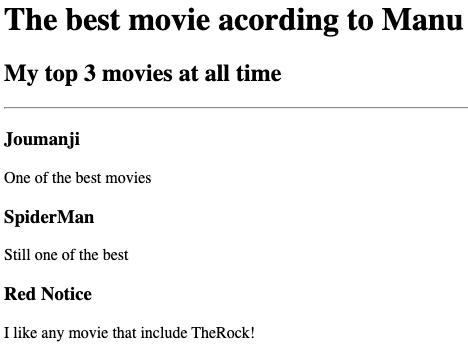 The best movie acording to Manu
My top 3 movies at all time
Joumanji
One of the best movies
SpiderMan
Still one of the best
Red Notice
I like any movie that include TheRock!